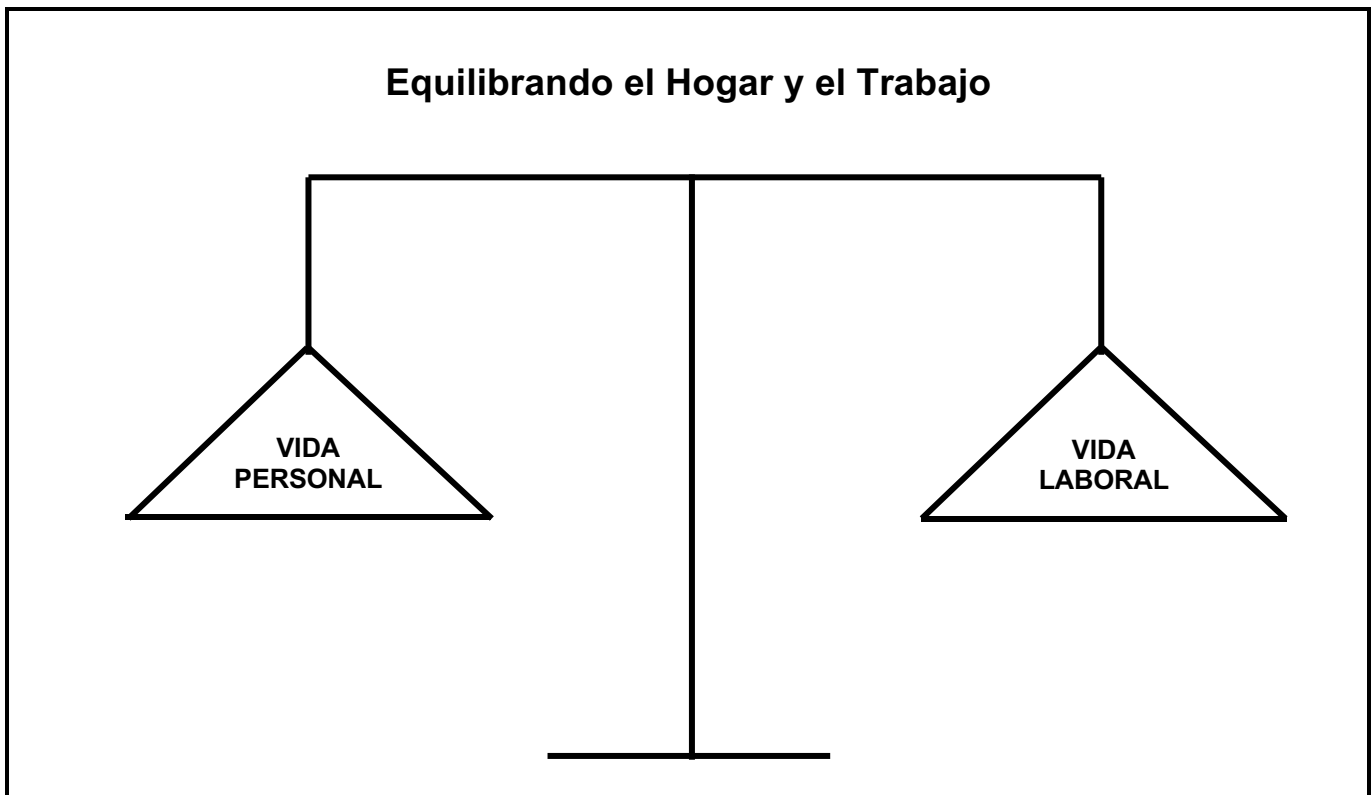 Equilibrando el Hogar y el Trabajo
VIDA
PERSONAL
VIDA
LABORAL